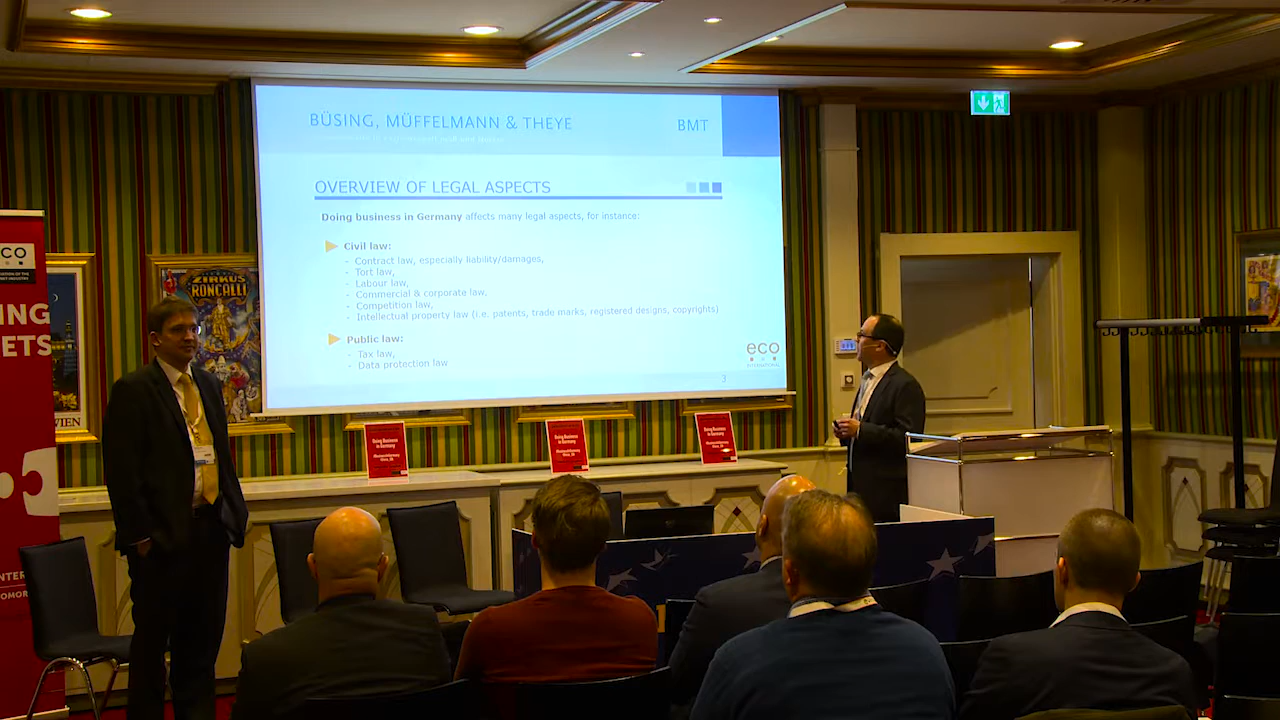 BÜSING, MÜFFELMANN & THEYE
BMT
OVERVIEW OF LEGAL ASPECTS
Doing business in Germany affects many legal aspects, for instance:
Civil law:
- Contract law, especially liability/damages,
- Tort law,
- Labour law,
- Commercial & corporate law,
- Competition law,
- Intellectual property law (i.e. patents, trade marks, registered designs, copyrights)
Public law:
- Tax law,
- Data protection law
eco
INTERNATIONAL
3
CO
ING
ETS
ZIRKUS
RONCALLI
WIEN
Doing Business
in Germany
Doing Business
in Germany
Doing Business
in Germany